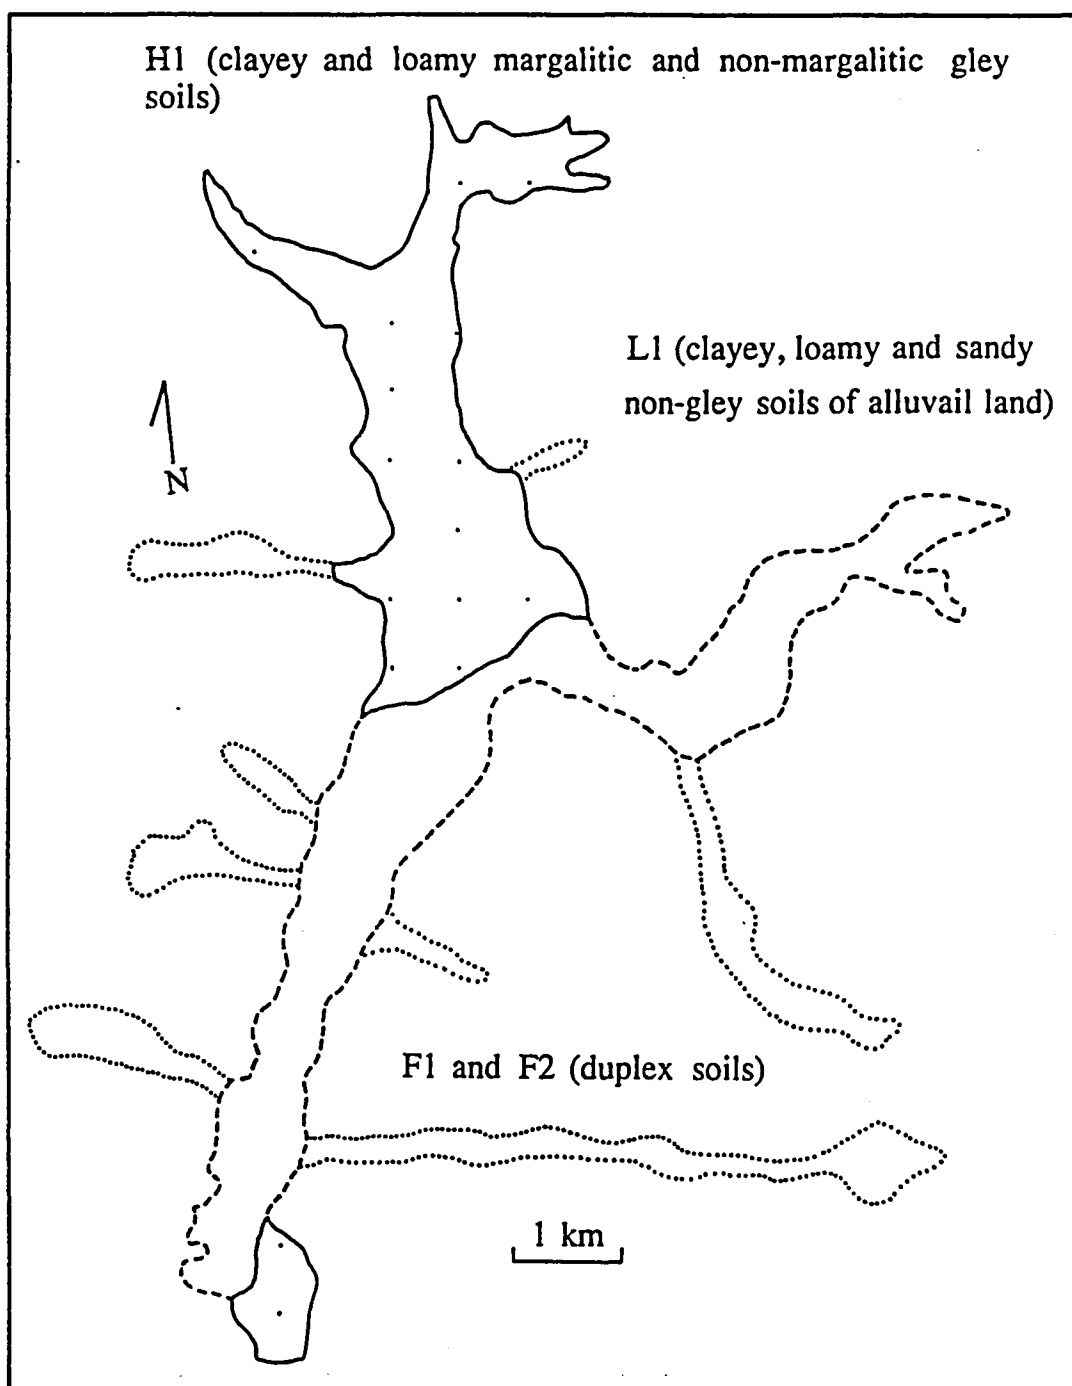 H1 (clayey and loamy margalitic and non-margalitic gley
soils)
L1 (clayey, loamy and sandy
non-gley soils of alluvail land)
N
F1 and F2 (duplex soils)
1 km